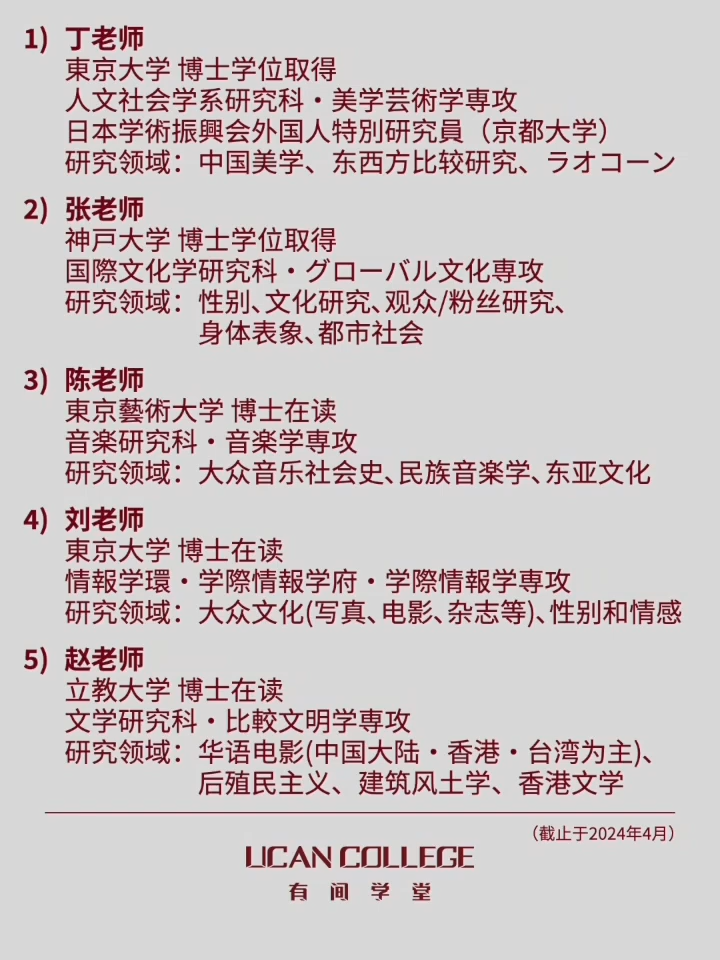 1) 丁老师
東京大学 博士学位取得
人文社会学系研究科・美学芸術学専攻
日本学術振興会外国人特別研究員（京都大学）
研究领域：中国美学、东西方比较研究、ラオコーン
2) 张老师
神戸大学 博士学位取得
国際文化学研究科・グローバル文化専攻
研究领域：性别、文化研究、观众/粉丝研究、
身体表象、都市社会
3) 陈老师
東京藝術大学 博士在读
音楽研究科・音楽学専攻
研究领域：大众音乐社会史、民族音楽学、东亚文化
4) 刘老师
東京大学 博士在读
情報学環・学際情報学府・学際情報学専攻
研究领域：大众文化(写真、电影、杂志等)、性别和情感
5) 赵老师
立教大学 博士在读
文学研究科・比較文明学専攻
研究领域：华语电影(中国大陆・香港・台湾为主)、
后殖民主义、建筑风土学、香港文学
（截止于2024年4月）
UCAN COLLEGE
有间学堂